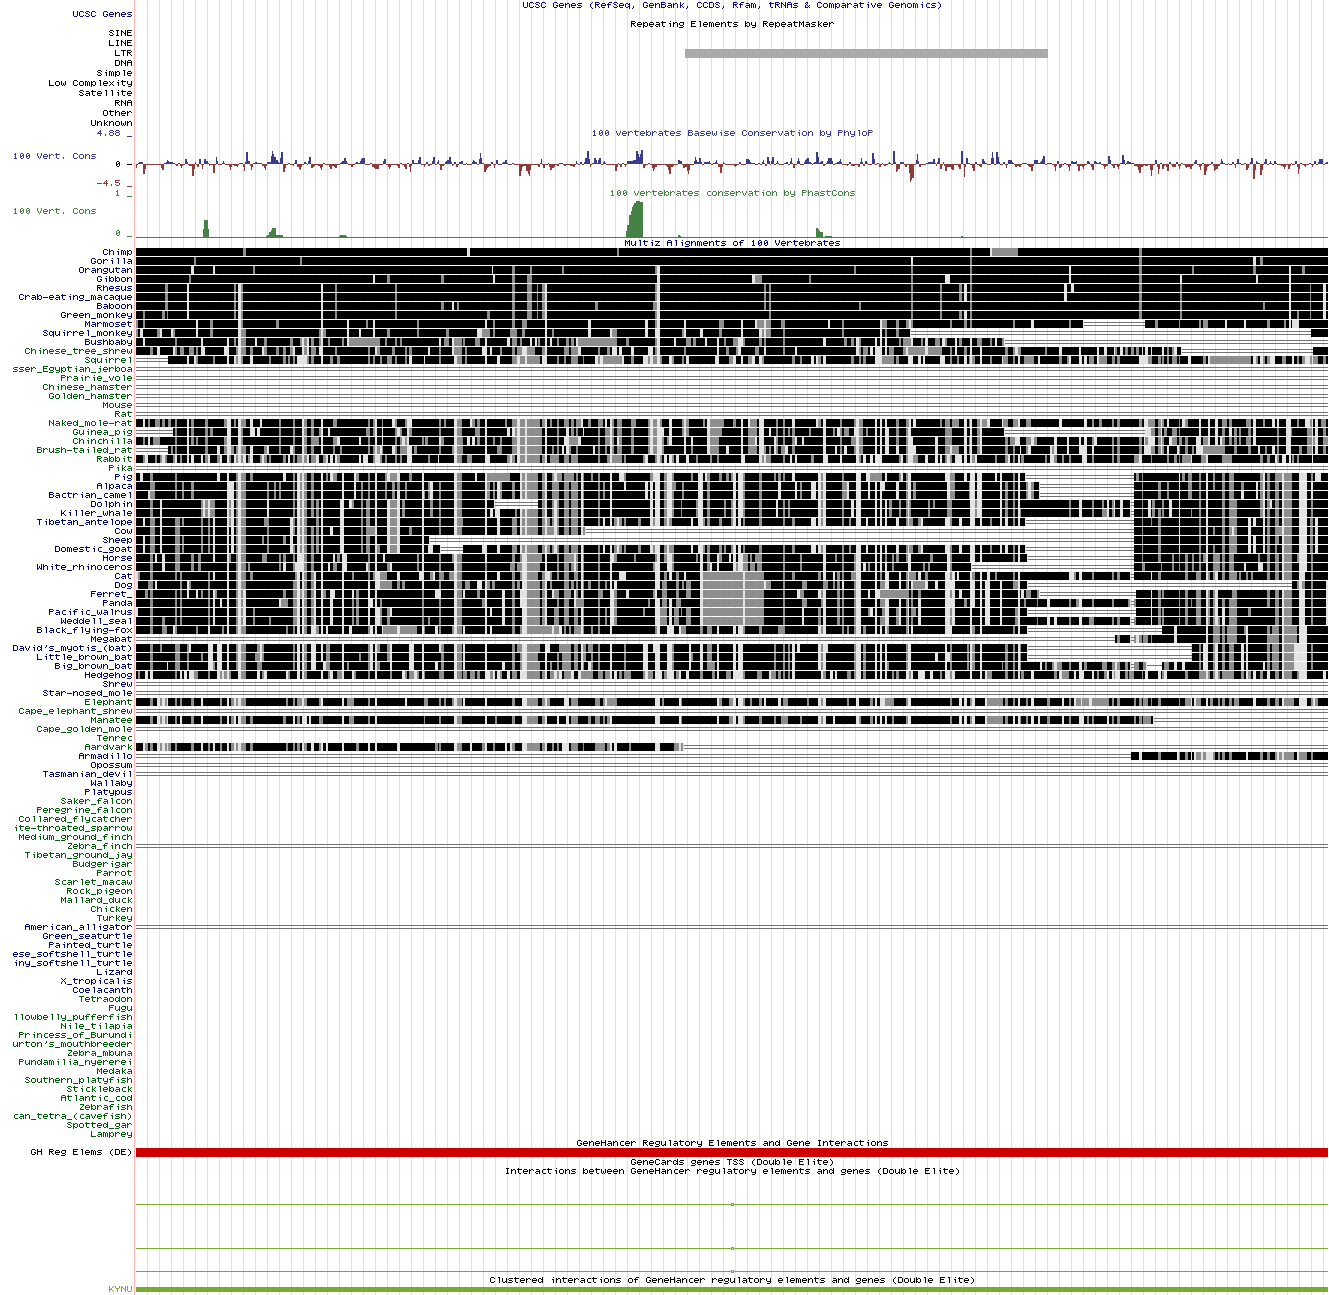 UCSC Genes (RefSeq, GenBank, CCDS, Rfam, tRNAs & Comparative Genomics)
UCSC Genes
Repeating Elements by RepeatMasker
SINE
LINE
LTR
DNA
Simple
Low Complexity
Satellite
RNA
Other
Unknown
4.88 _
100 vertebrates Basewise Conservation by PhyloP
100 Vert. Cons
0 _
-4.5 _
1 _
100 vertebrates conservation by PhastCons
100 Vert. Cons
0 _
Multiz Alignments of 100 Vertebrates
Chimp
Gorilla
Orangutan
Gibbon
Rhesus
Crab-eating_macaque
Baboon
Green_monkey
Marmoset
Squirrel_monkey
Bushbaby
Chinese_tree_shrew
Squirrel
sser_Egyptian_jerboa
Prairie_vole
Chinese_hamster
Golden_hamster
Mouse
Rat
Naked_mole-rat
Guinea_pig
Chinchilla
Brush-tailed_rat
Rabbit
Pika
Pig
Alpaca
Bactrian_camel
Dolphin
Killer_whale
Tibetan_antelope
Cow
Sheep
Domestic_goat
Horse
White_rhinoceros
Cat
Dog
Ferret_
Panda
Pacific_walrus
Weddell_seal
Black_flying-fox
Megabat
David's_myotis_(bat)
Little_brown_bat
Big_brown_bat
Hedgehog
Shrew
Star-nosed_mole
Elephant
Cape_elephant_shrew
Manatee
Cape_golden_mole
Tenrec
Aardvark
Armadillo
Opossum
Tasmanian_devil
Wallaby
Platypus
Saker_falcon
Peregrine_falcon
Collared_flycatcher
ite-throated_sparrow
Medium_ground_finch
Zebra_finch
Tibetan_ground_jay
Budgerigar
Parrot
Scarlet_macaw
Rock_pigeon
Mallard_duck
Chicken
Turkey
American_alligator
Green_seaturtle
Painted_turtle
ese_softshell_turtle
iny_softshell_turtle
Lizard
X_tropicalis
Coelacanth
Tetraodon
Fugu
llowbelly_pufferfish
Nile_tilapia
Princess_of_Burundi
urton's_mouthbreeder
Zebra_mbuna
Pundamilia_nyererei
Medaka
Southern_platyfish
Stickleback
Atlantic_cod
Zebrafish
can_tetra_(cavefish)
Spotted_gar
Lamprey
GeneHancer Regulatory Elements and Gene Interactions
GH Reg Elems (DE)
GeneCards genes TSS (Double Elite)
Interactions between GeneHancer regulatory elements and genes (Double Elite)
Clustered interactions of GeneHancer regulatory elements and genes (Double Elite)
KYNU